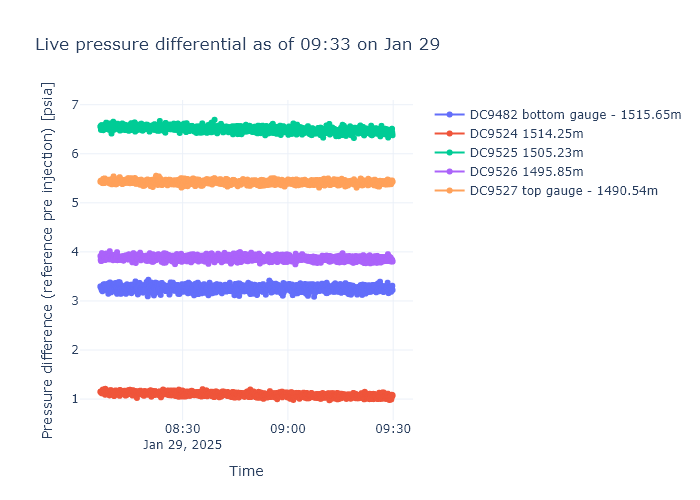 Live pressure differential as of 09:33 on Jan 29
Pressure difference (reference pre injection) [psia]
7
6
5
4
3
2
1
08:30
Jan 29, 2025
09:00
09:30
Time
DC9482 bottom gauge - 1515.65m
DC9524 1514.25m
DC9525 1505.23m
DC9526 1495.85m
DC9527 top gauge - 1490.54m